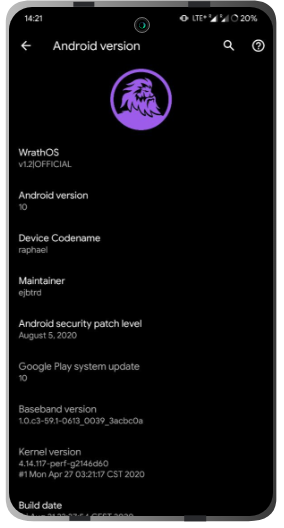 14:21
LTE+ 20%
Android version
WrathOS
v1.2|OFFICIAL
Android version
10
Device Codename
raphael
Maintainer
ejbtrd
Android security patch level
August 5, 2020
Google Play system update
10
Baseband version
1.0.c3-59.1-0613_0039_3acbc0a
Kernel version
4.14.117-perf-g2146d60
#1 Mon Apr 27 03:21:17 CST 2020
Build date